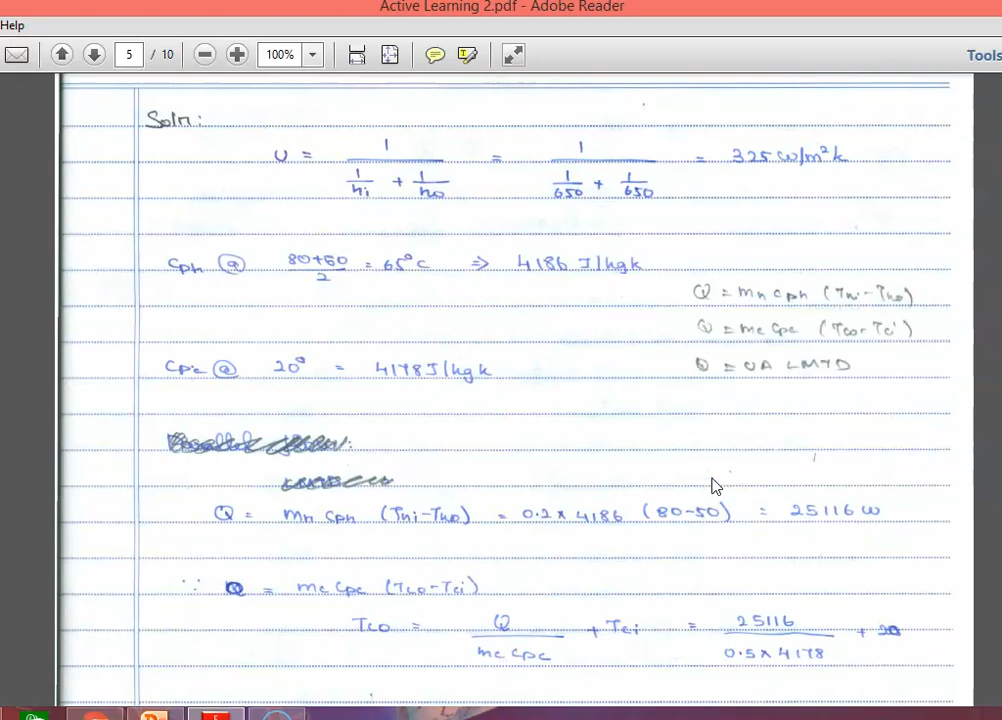 Active Learning 2.pdf - Adobe Reader
Help
5 / 10 100% Tools
Soln:
U = 1 / (1/hi + 1/ho) = 1 / (1/650 + 1/650) = 325 W/m²k
Cph @ 80+50/2 = 65°C ⇒ 4186 J/kgk
Q = mh Cph (Thi-Tho)
Q = mc Cpc (Tco-Tci)
Cpc @ 20° = 4178 J/kgk
Q = UA LMTD
Q = mh Cph (Thi-Tho) = 0.2 × 4186 (80-50) = 25116 W
∵ Q = mc Cpc (Tco-Tci)
Tco = Q / mc Cpc + Tci = 25116 / 0.5 × 4178 + 20